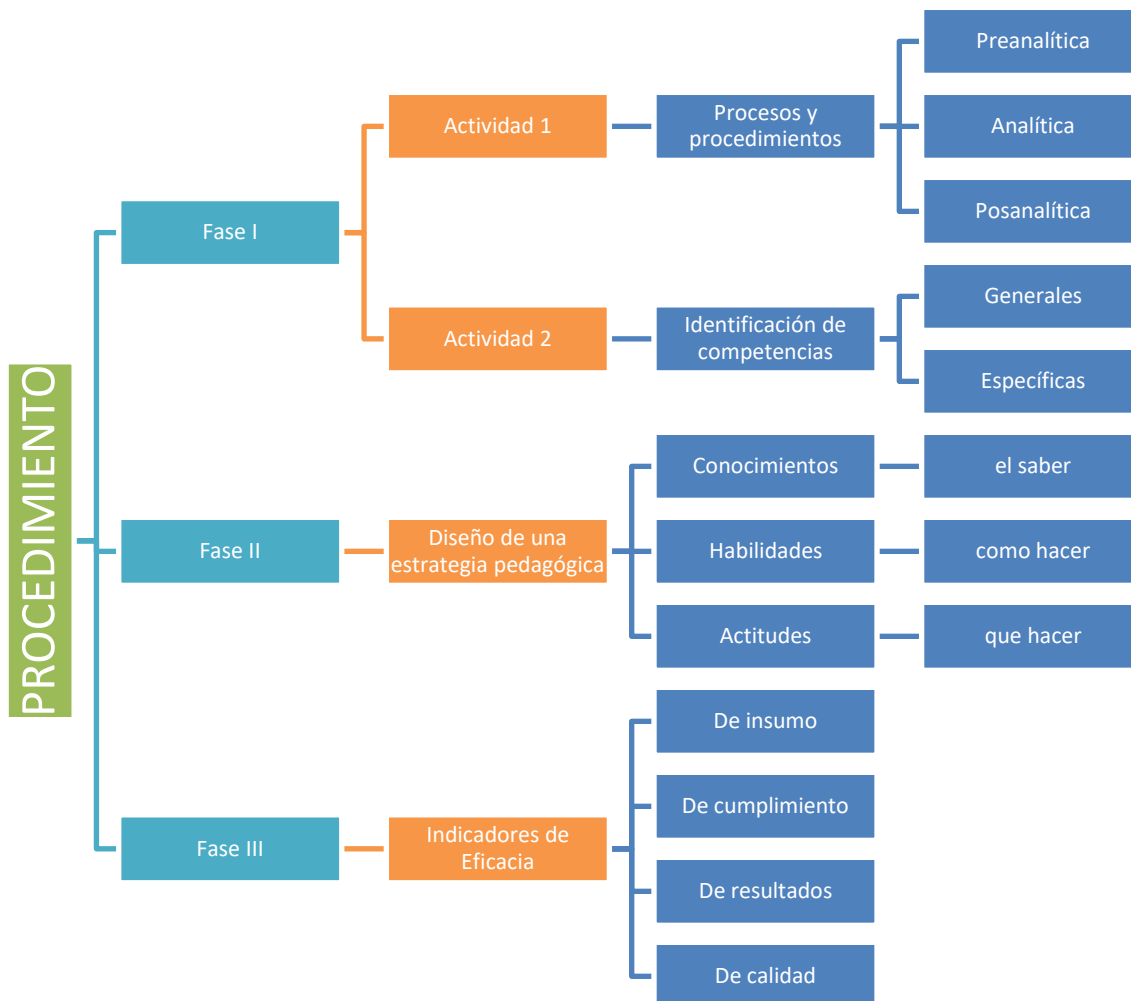 PROCEDIMIENTO
Fase I
Actividad 1
Procesos y
procedimientos
Preanalítica
Analítica
Posanalítica
Actividad 2
Identificación de
competencias
Generales
Específicas
Fase II
Diseño de una
estrategia pedagógica
Conocimientos
el saber
Habilidades
como hacer
Actitudes
que hacer
Fase III
Indicadores de
Eficacia
De insumo
De cumplimiento
De resultados
De calidad